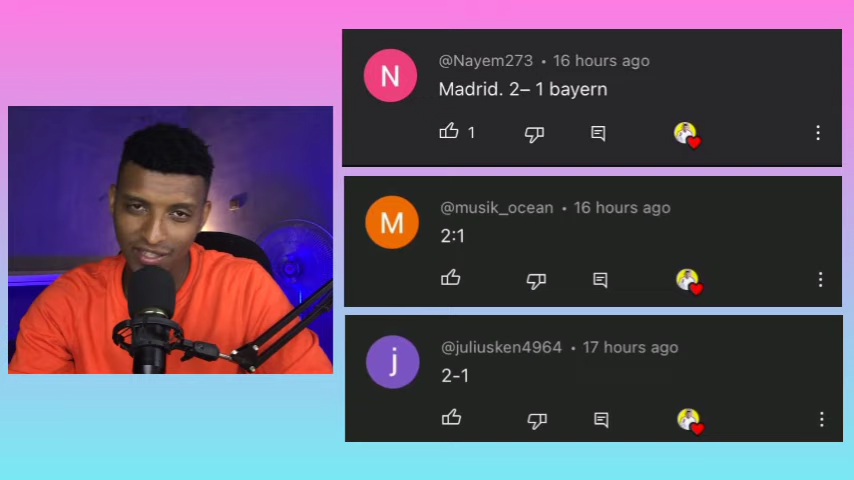 N
@Nayem273 • 16 hours ago
Madrid. 2– 1 bayern
1
M
@musik_ocean • 16 hours ago
2:1
j
@juliusken4964 • 17 hours ago
2-1